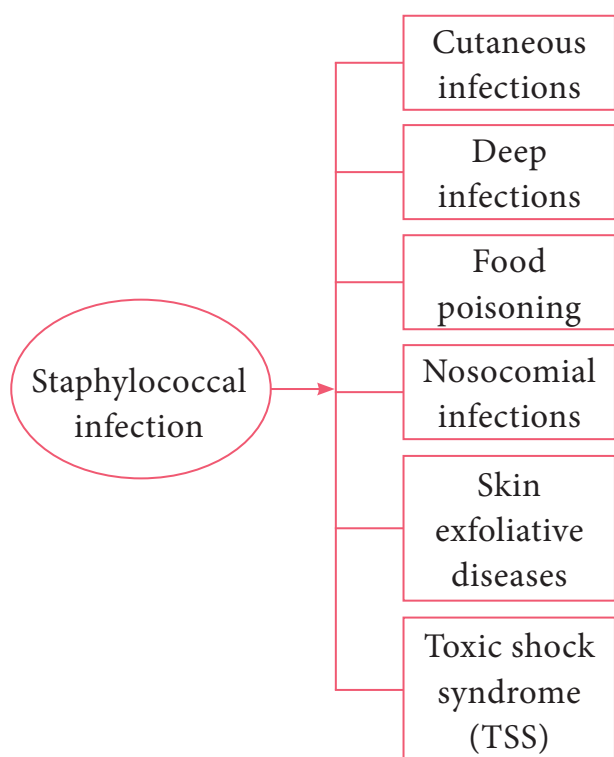 Cutaneous
infections
Deep
infections
Food
poisoning
Staphylococcal
infection
Nosocomial
infections
Skin
exfoliative
diseases
Toxic shock
syndrome
(TSS)